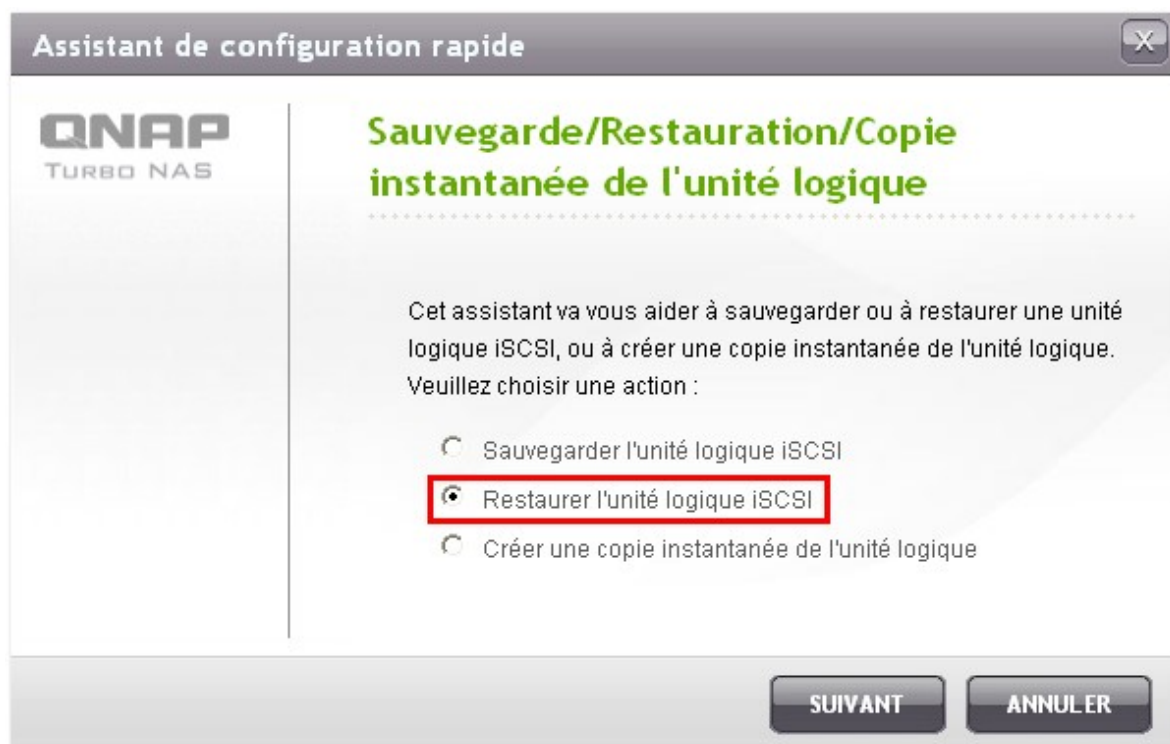 Assistant de configuration rapide
X
QNAP
TURBO NAS
Sauvegarde/Restauration/Copie
instantanée de l'unité logique
Cet assistant va vous aider à sauvegarder ou à restaurer une unité
logique iSCSI, ou à créer une copie instantanée de l'unité logique.
Veuillez choisir une action :
Sauvegarder l'unité logique iSCSI
Restaurer l'unité logique iSCSI
Créer une copie instantanée de l'unité logique
SUIVANT
ANNULER